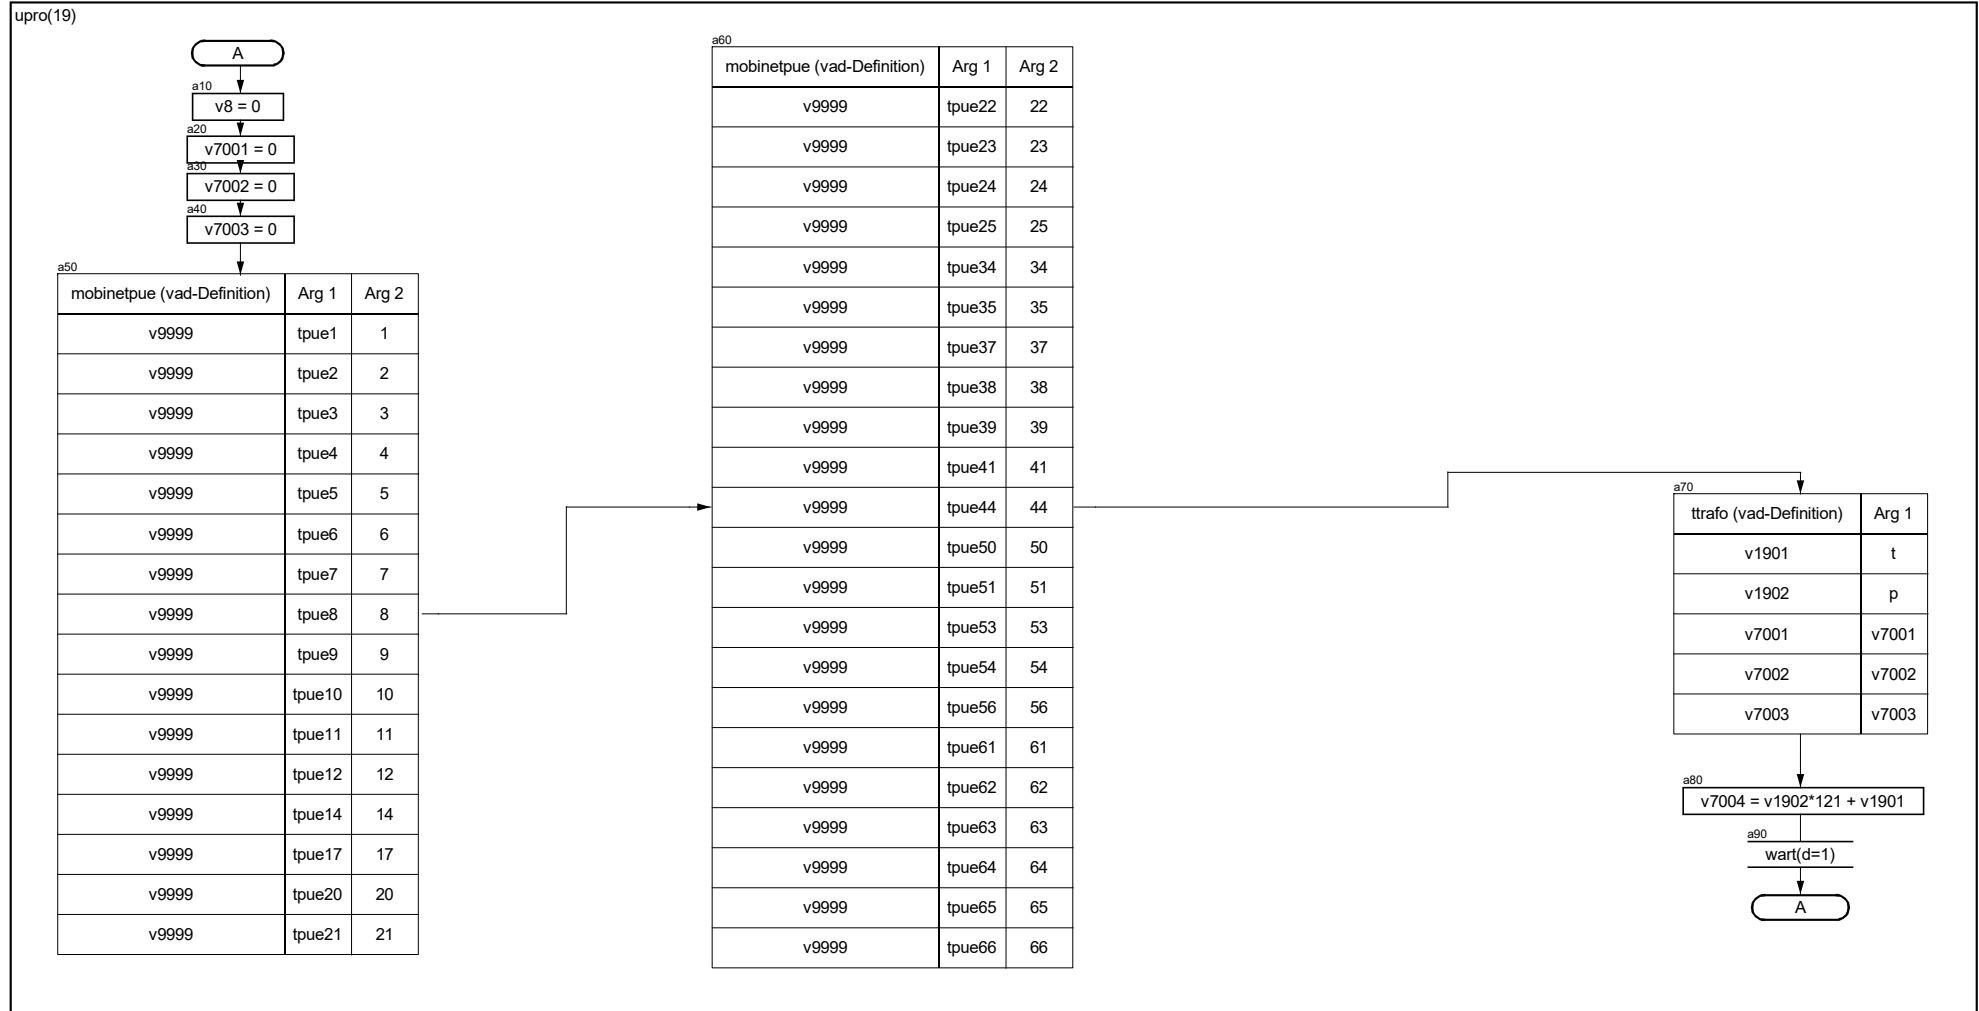 upro(19)
A
a10
v8 = 0
a20
v7001 = 0
a30
v7002 = 0
a40
v7003 = 0
a50
mobinetpue (vad-Definition) Arg 1 Arg 2
v9999 tpue1 1
v9999 tpue2 2
v9999 tpue3 3
v9999 tpue4 4
v9999 tpue5 5
v9999 tpue6 6
v9999 tpue7 7
v9999 tpue8 8
v9999 tpue9 9
v9999 tpue10 10
v9999 tpue11 11
v9999 tpue12 12
v9999 tpue14 14
v9999 tpue17 17
v9999 tpue20 20
v9999 tpue21 21
a60
mobinetpue (vad-Definition) Arg 1 Arg 2
v9999 tpue22 22
v9999 tpue23 23
v9999 tpue24 24
v9999 tpue25 25
v9999 tpue34 34
v9999 tpue35 35
v9999 tpue37 37
v9999 tpue38 38
v9999 tpue39 39
v9999 tpue41 41
v9999 tpue44 44
v9999 tpue50 50
v9999 tpue51 51
v9999 tpue53 53
v9999 tpue54 54
v9999 tpue56 56
v9999 tpue61 61
v9999 tpue62 62
v9999 tpue63 63
v9999 tpue64 64
v9999 tpue65 65
v9999 tpue66 66
a70
ttrafo (vad-Definition) Arg 1
v1901 t
v1902 p
v7001 v7001
v7002 v7002
v7003 v7003
a80
v7004 = v1902*121 + v1901
a90
wart(d=1)
A